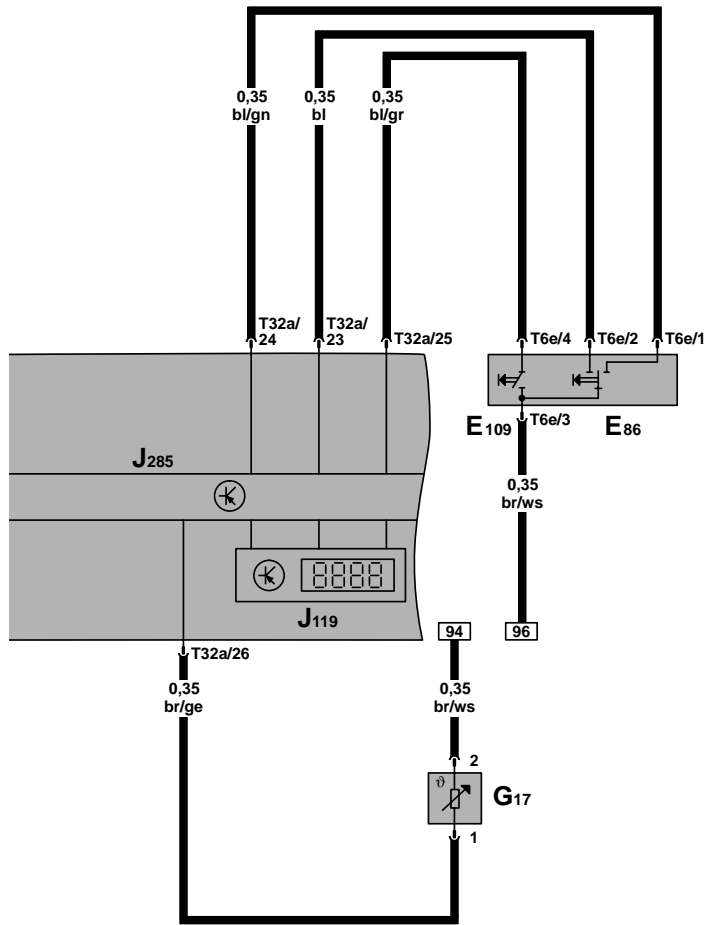 0,35
bl/gn
0,35
bl
0,35
bl/gr
T32a/
24
T32a/
23
T32a/25
T6e/4
T6e/2
T6e/1
E109
T6e/3
E86
J285
0,35
br/ws
8888
J119
94
96
T32a/26
0,35
br/ge
0,35
br/ws
2
ϑ
G17
1